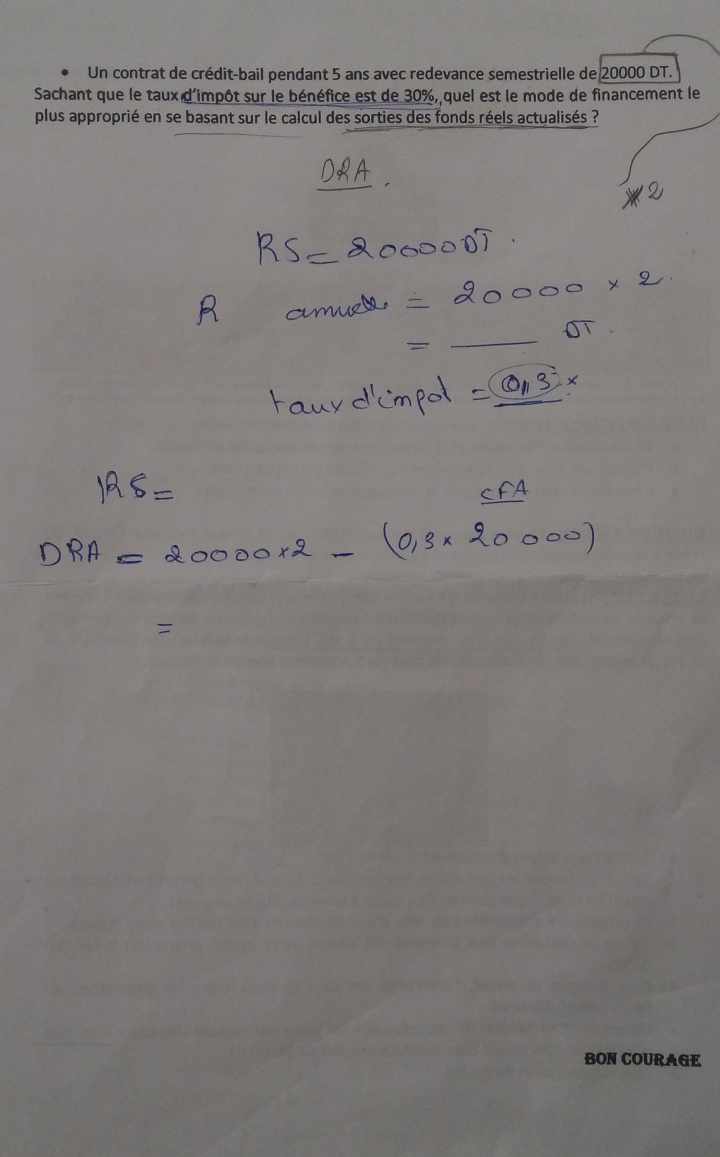 • Un contrat de crédit-bail pendant 5 ans avec redevance semestrielle de 20000 DT.
Sachant que le taux d'impôt sur le bénéfice est de 30%, quel est le mode de financement le
plus approprié en se basant sur le calcul des sorties des fonds réels actualisés ?
DRA.
2
RS = 20000 DT.
R annuelle = 20000 × 2.
= ____ DT.
taux d'impot = 0,3 ×
RS =
CFA
DRA = 20000×2 - (0,3 × 20 000)
=
BON COURAGE